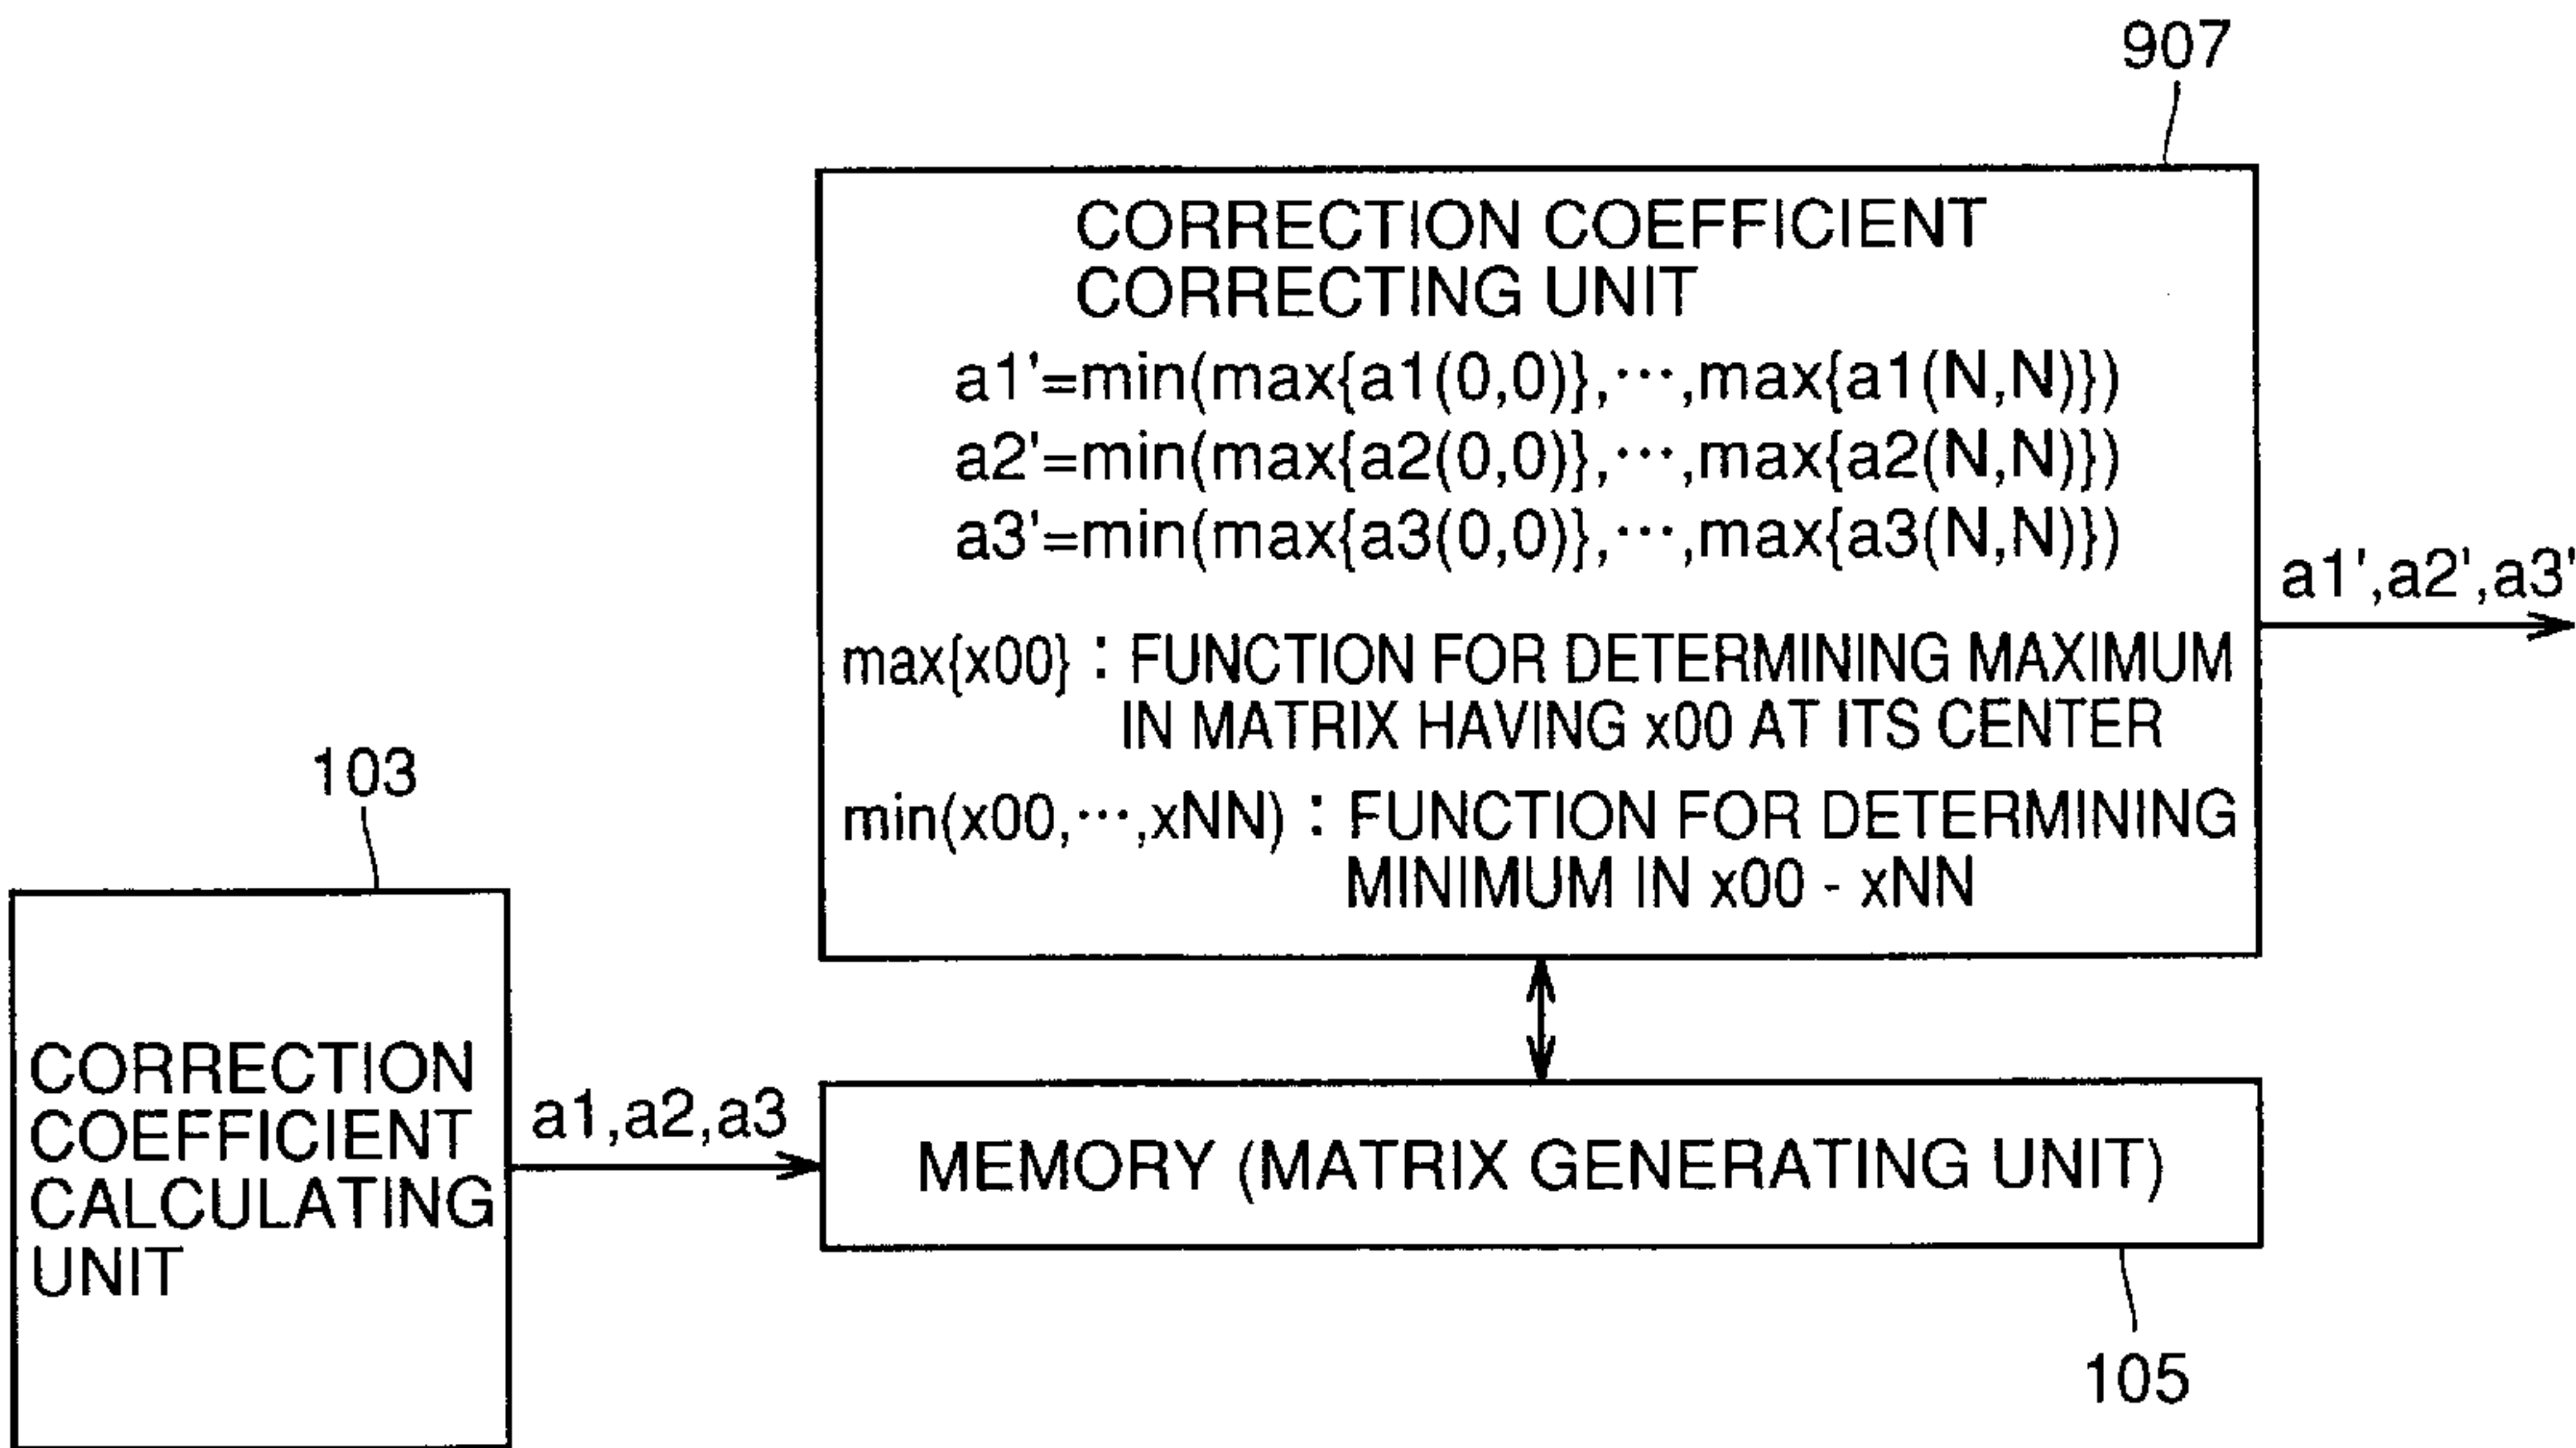 907
CORRECTION COEFFICIENT
CORRECTING UNIT
a1'=min(max{a1(0,0)},⋯,max{a1(N,N)})
a2'=min(max{a2(0,0)},⋯,max{a2(N,N)})
a3'=min(max{a3(0,0)},⋯,max{a3(N,N)})
max{x00} : FUNCTION FOR DETERMINING MAXIMUM
IN MATRIX HAVING x00 AT ITS CENTER
min(x00,⋯,xNN) : FUNCTION FOR DETERMINING
MINIMUM IN x00 - xNN
a1',a2',a3'
103
CORRECTION
COEFFICIENT
CALCULATING
UNIT
a1,a2,a3
MEMORY (MATRIX GENERATING UNIT)
105